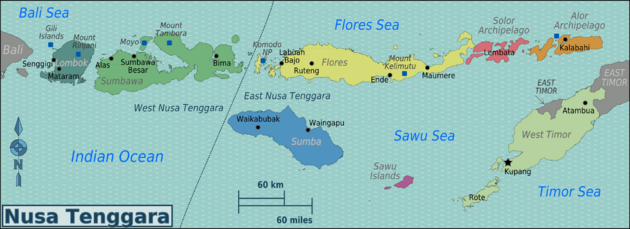 Bali Sea
Flores Sea
Solor
Archipelago
Alor
Archipelago
Gili
Islands
Mount
Rinjani
Mount
Tambora
Moyo
Bali
Senggigi
Lombok
Mataram
Alas
Sumbawa
Besar
Sumbawa
Bima
Komodo
NP
Labuan
Bajo
Ruteng
Flores
Mount
Kelimutu
Ende
Maumere
Lembata
Kalabahi
West Nusa Tenggara
East Nusa Tenggara
EAST
TIMOR
EAST
TIMOR
Atambua
Waikabubak
Waingapu
Sumba
Sawu Sea
West Timor
Indian Ocean
Sawu
Islands
Kupang
Rote
Timor Sea
60 km
60 miles
Nusa Tenggara